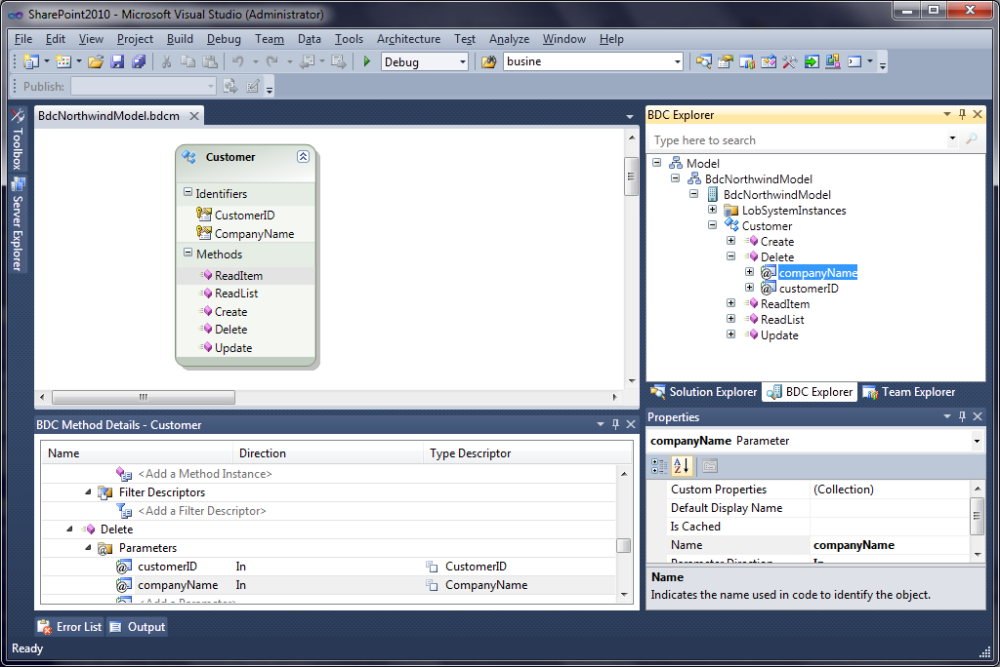 SharePoint2010 - Microsoft Visual Studio (Administrator)
File Edit View Project Build Debug Team Data Tools Architecture Test Analyze Window Help
Debug busine
Publish:
Toolbox
Server Explorer
BdcNorthwindModel.bdcm
Customer
Identifiers
CustomerID
CompanyName
Methods
ReadItem
ReadList
Create
Delete
Update
BDC Method Details - Customer
Name Direction Type Descriptor
<Add a Method Instance>
Filter Descriptors
<Add a Filter Descriptor>
Delete
Parameters
customerID In CustomerID
companyName In CompanyName
<Add a Parameter>
BDC Explorer
Type here to search
Model
BdcNorthwindModel
BdcNorthwindModel
LobSystemInstances
Customer
Create
Delete
companyName
customerID
ReadItem
ReadList
Update
Solution Explorer BDC Explorer Team Explorer
Properties
companyName Parameter
Custom Properties (Collection)
Default Display Name
Is Cached
Name companyName
Parameter Direction In
Name
Indicates the name used in code to identify the object.
Error List Output
Ready